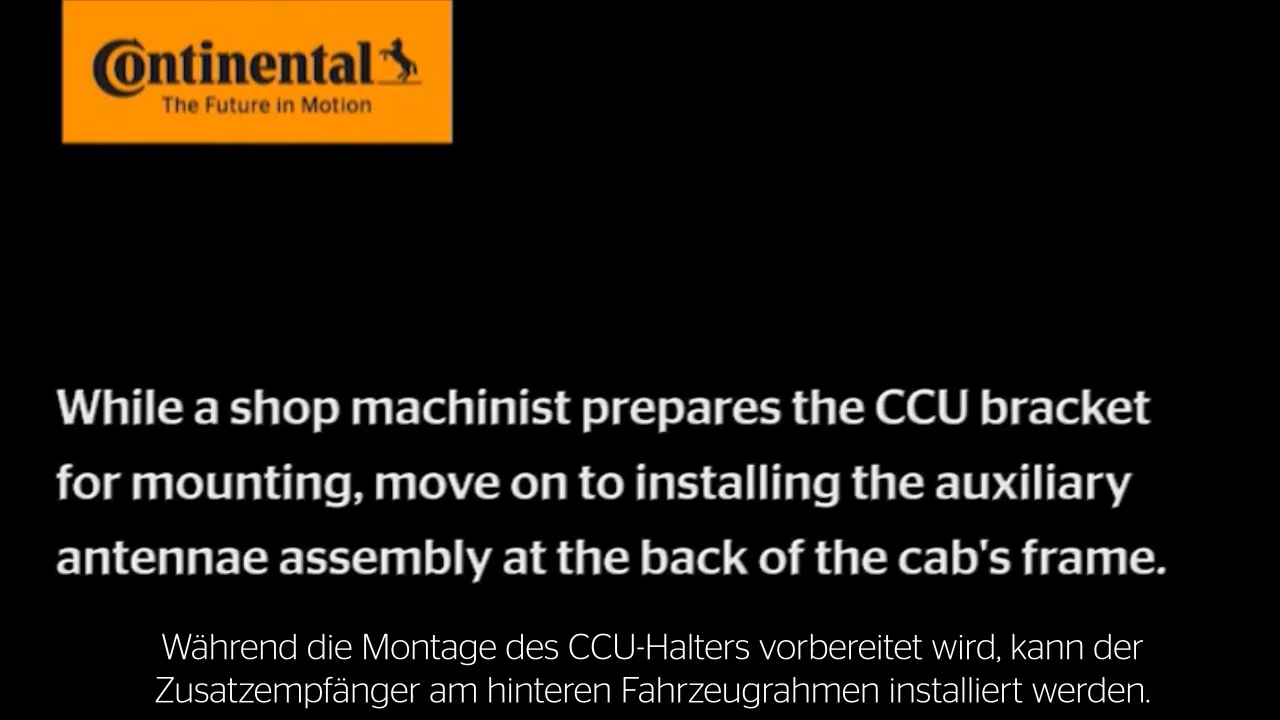 Continental
The Future in Motion
While a shop machinist prepares the CCU bracket
for mounting, move on to installing the auxiliary
antennae assembly at the back of the cab's frame.
Während die Montage des CCU-Halters vorbereitet wird, kann der
Zusatzempfänger am hinteren Fahrzeugrahmen installiert werden.